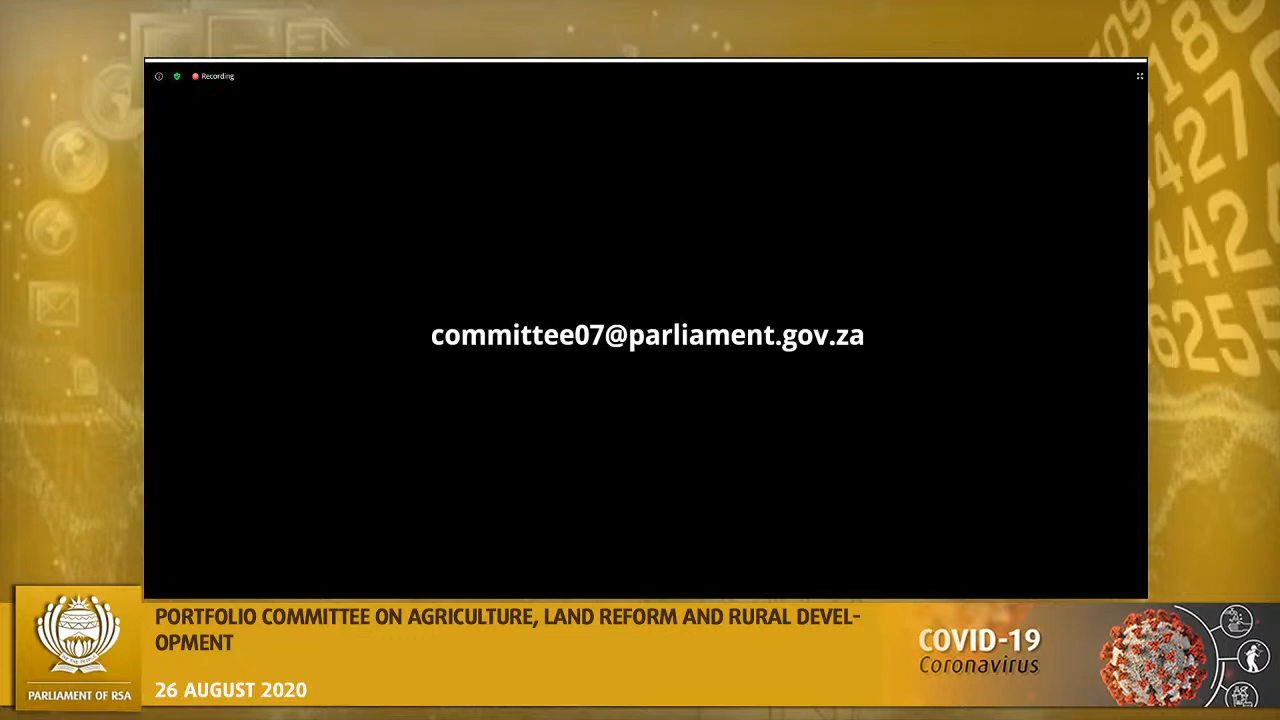 Recording
committee07@parliament.gov.za
PORTFOLIO COMMITTEE ON AGRICULTURE, LAND REFORM AND RURAL DEVEL-
OPMENT
26 AUGUST 2020
PARLIAMENT OF RSA
COVID-19
Coronavirus